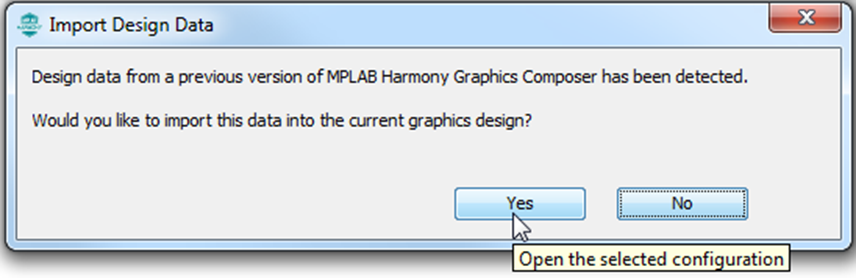 Import Design Data
Design data from a previous version of MPLAB Harmony Graphics Composer has been detected.
Would you like to import this data into the current graphics design?
Yes
No
Open the selected configuration